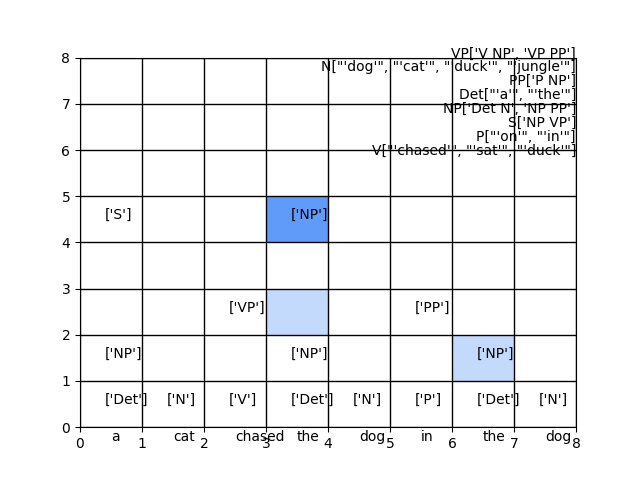 VP['V NP', 'VP PP']
N["'dog'", "'cat'", "'duck'", "'jungle'"]
PP['P NP']
Det["'a'", "'the'"]
NP['Det N', 'NP PP']
S['NP VP']
P["'on'", "'in'"]
V["'chased'", "'sat'", "'duck'"]
8
7
6
5
['S'] ['NP']
4
3
['VP'] ['PP']
2
['NP'] ['NP'] ['NP']
1
['Det'] ['N'] ['V'] ['Det'] ['N'] ['P'] ['Det'] ['N']
0
a cat chased the dog in the dog
0 1 2 3 4 5 6 7 8